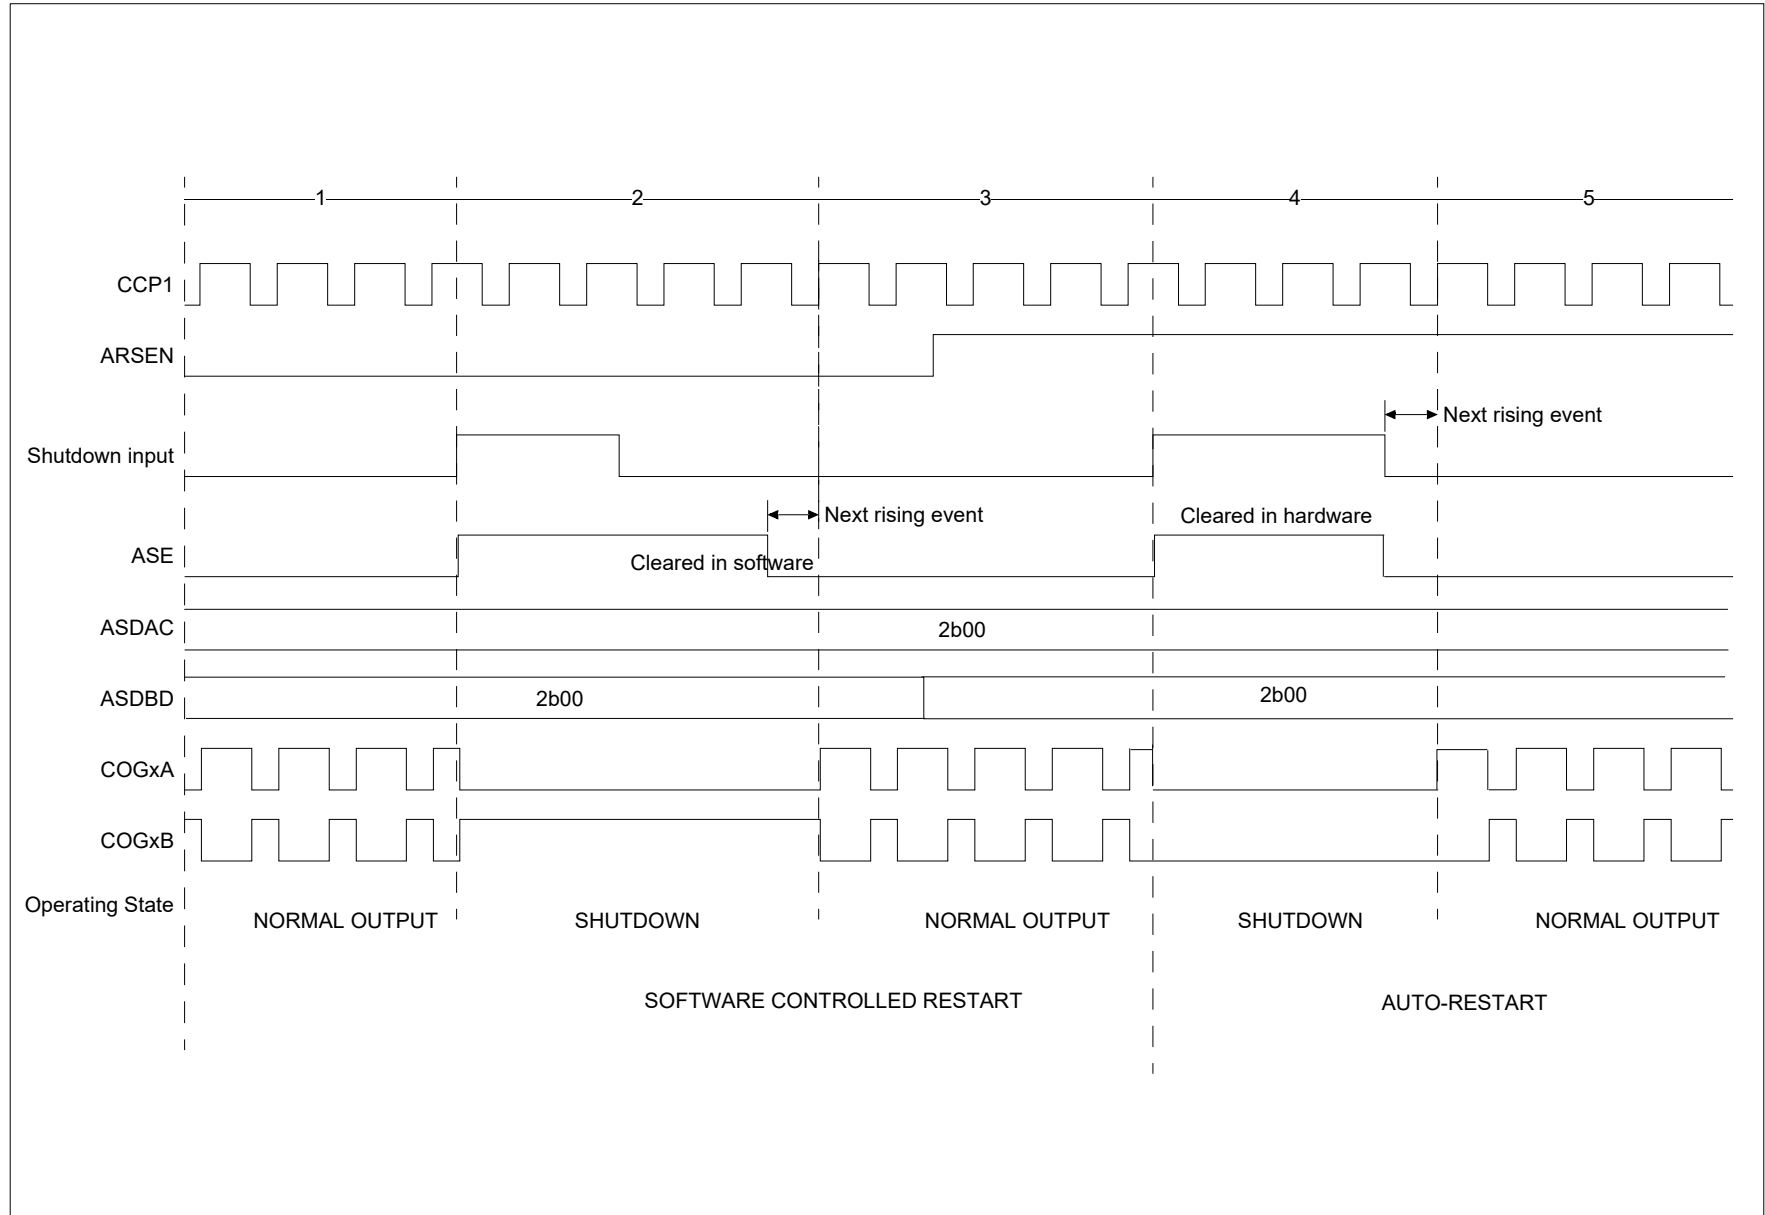 1 2 3 4 5
CCP1
ARSEN
Next rising event
Shutdown input
Next rising event Cleared in hardware
ASE
Cleared in software
ASDAC
2b00
ASDBD 2b00 2b00
COGxA
COGxB
Operating State
NORMAL OUTPUT SHUTDOWN NORMAL OUTPUT SHUTDOWN NORMAL OUTPUT
SOFTWARE CONTROLLED RESTART AUTO-RESTART